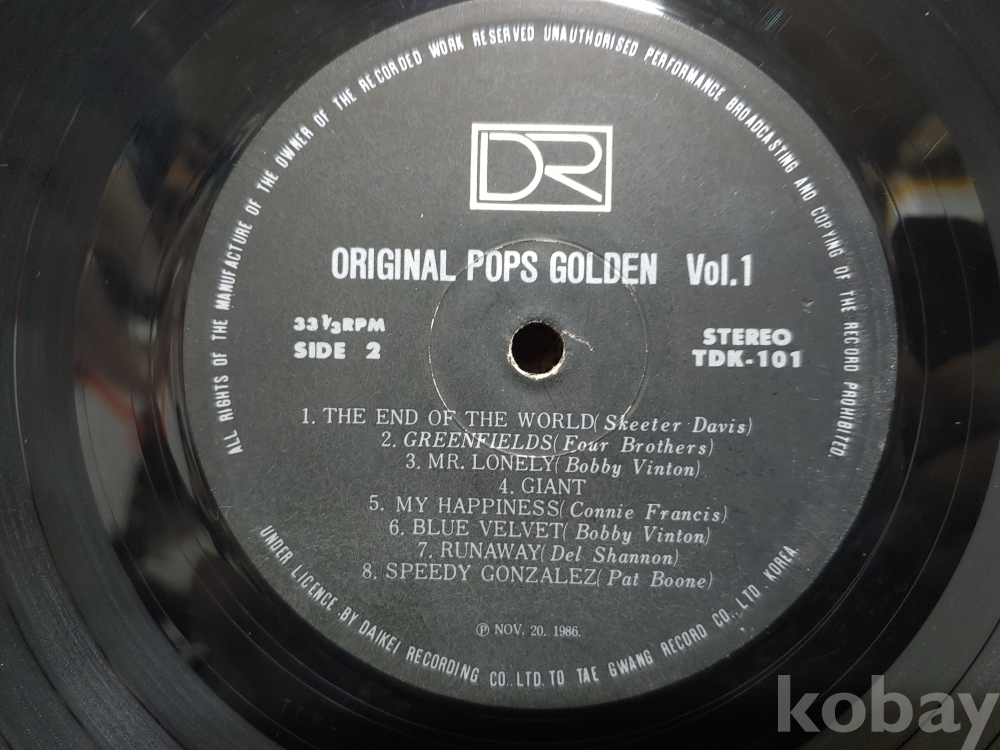 ALL RIGHTS OF THE MANUFACTURE OF THE OWNER OF THE RECORDED WORK RESERVED UNAUTHORISED PERFORMANCE BROADCASTING AND COPYING OF THE RECORD PROHIBITED.
DR
ORIGINAL POPS GOLDEN Vol.1
33 1/3 RPM
SIDE 2
STEREO
TDK-101
1. THE END OF THE WORLD(Skeeter Davis)
2. GREENFIELDS(Four Brothers)
3. MR. LONELY(Bobby Vinton)
4. GIANT
5. MY HAPPINESS(Connie Francis)
6. BLUE VELVET(Bobby Vinton)
7. RUNAWAY(Del Shannon)
8. SPEEDY GONZALEZ(Pat Boone)
Ⓟ NOV. 20. 1986.
UNDER LICENCE BY DAIKEI RECORDING CO.,LTD. TO TAE GWANG RECORD CO.,LTD KOREA.
kobay